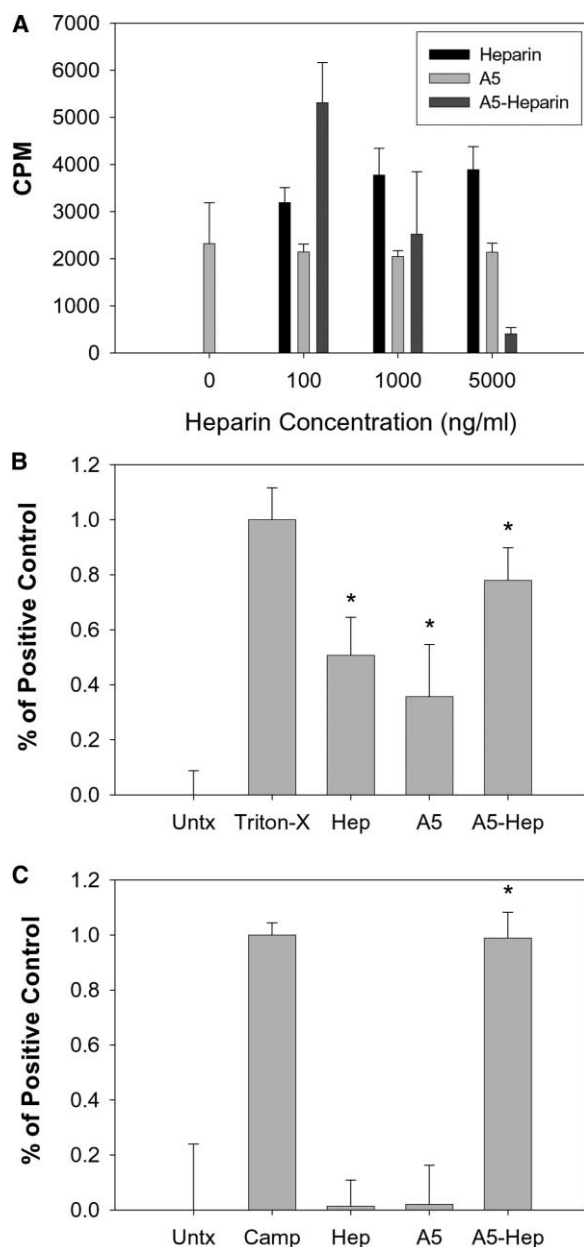 A
7000
6000
5000
4000
3000
2000
1000
0
CPM
Heparin
A5
A5-Heparin
0 100 1000 5000
Heparin Concentration (ng/ml)
B
1.2
1.0
0.8
0.6
0.4
0.2
0.0
% of Positive Control
* * *
Untx Triton-X Hep A5 A5-Hep
C
1.2
1.0
0.8
0.6
0.4
0.2
0.0
% of Positive Control
*
Untx Camp Hep A5 A5-Hep